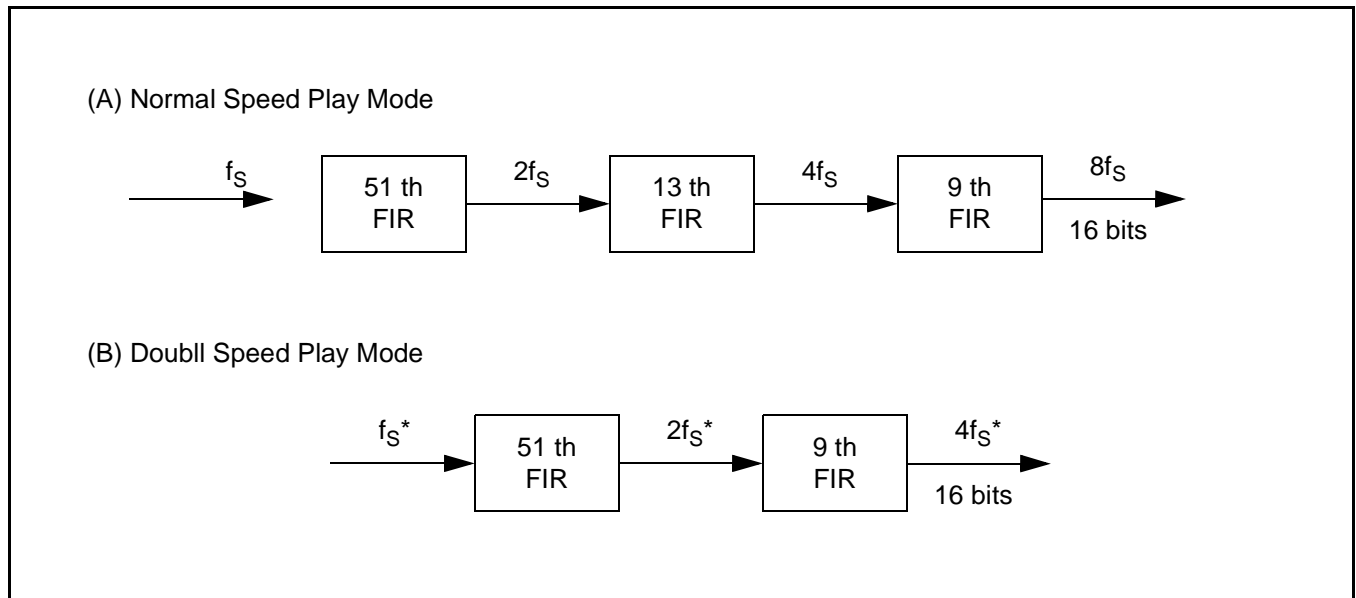 (A) Normal Speed Play Mode
fS
51 th
FIR
2fS
13 th
FIR
4fS
9 th
FIR
8fS
16 bits
(B) Doubll Speed Play Mode
fS*
51 th
FIR
2fS*
9 th
FIR
4fS*
16 bits